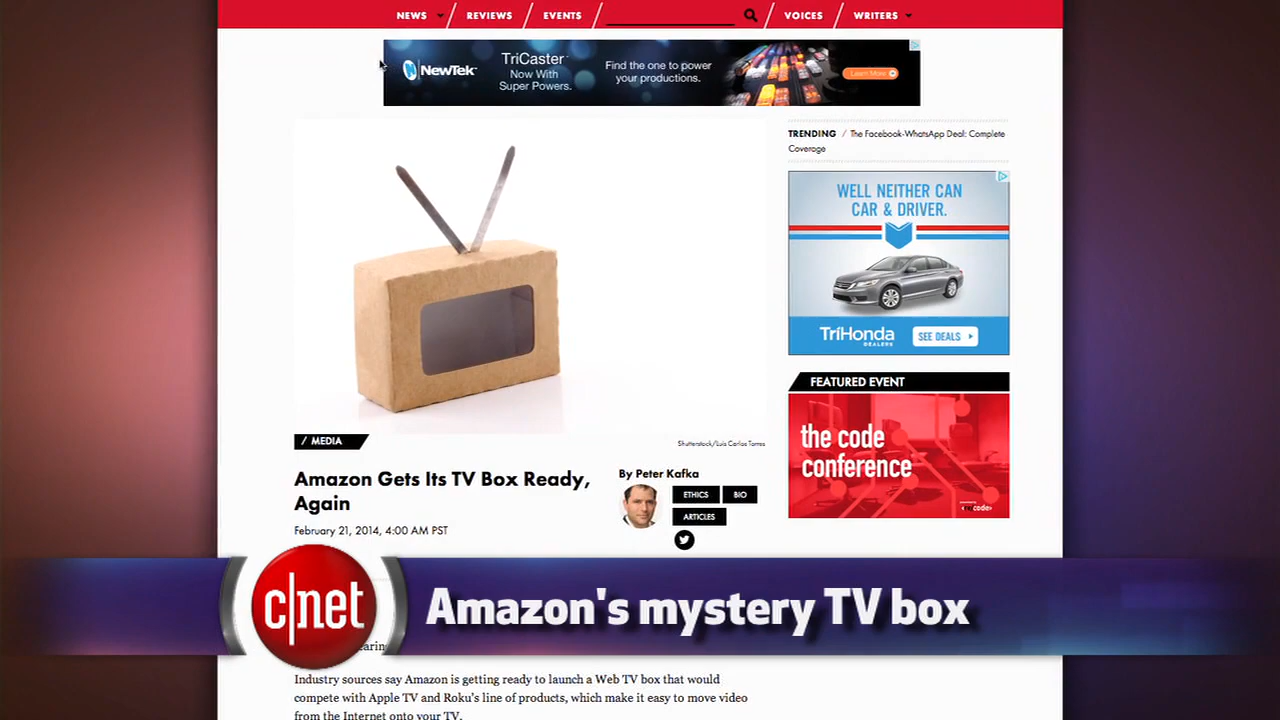 NEWS
REVIEWS
EVENTS
VOICES
WRITERS
NewTek
TriCaster
Now With
Super Powers.
Find the one to power
your productions.
Learn More
TRENDING / The Facebook-WhatsApp Deal: Complete
Coverage
WELL NEITHER CAN
CAR & DRIVER.
TriHonda
DEALERS
SEE DEALS
FEATURED EVENT
the code
conference
/ MEDIA
Shutterstock/Luis Carlos Torres
Amazon Gets Its TV Box Ready,
Again
February 21, 2014, 4:00 AM PST
By Peter Kafka
ETHICS
BIO
ARTICLES
c|net
Amazon's mystery TV box
Industry sources say Amazon is getting ready to launch a Web TV box that would
compete with Apple TV and Roku's line of products, which make it easy to move video
from the Internet onto your TV.